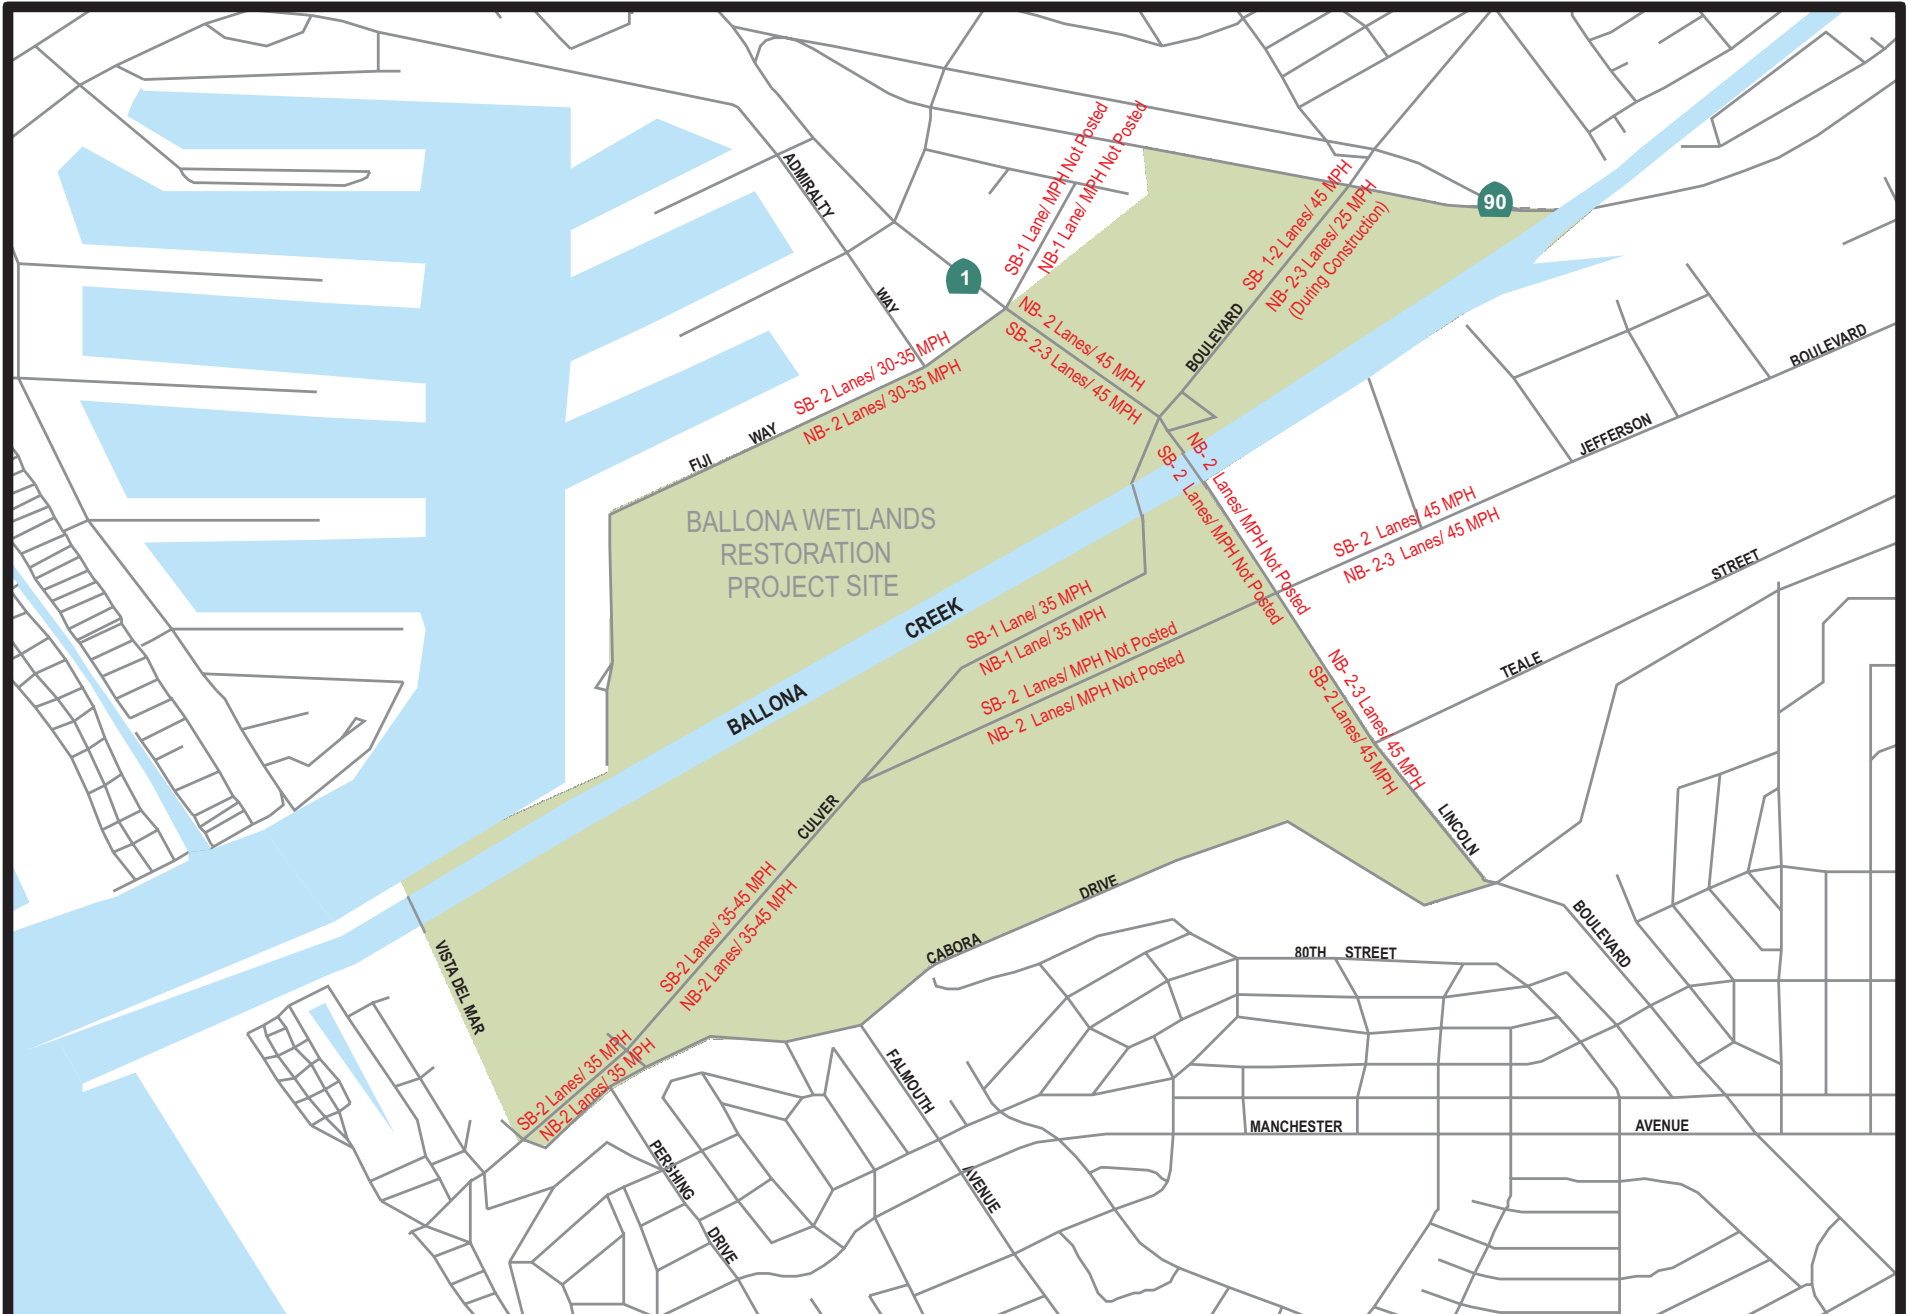 SB-1 Lane/ MPH Not Posted
NB-1 Lane/ MPH Not Posted
ADMIRALTY
WAY
1
90
SB- 1-2 Lanes/ 45 MPH
NB- 2-3 Lanes/ 25 MPH
(During Construction)
BOULEVARD
NB- 2 Lanes/ 45 MPH
SB- 2-3 Lanes/ 45 MPH
SB- 2 Lanes/ 30-35 MPH
NB- 2 Lanes/ 30-35 MPH
FIJI
WAY
BOULEVARD
JEFFERSON
NB- 2 Lanes/ MPH Not Posted
SB- 2 Lanes/ MPH Not Posted
SB- 2 Lanes/ 45 MPH
NB- 2-3 Lanes/ 45 MPH
BALLONA WETLANDS
RESTORATION
PROJECT SITE
STREET
TEALE
CREEK
BALLONA
SB-1 Lane/ 35 MPH
NB-1 Lane/ 35 MPH
SB- 2 Lanes/ MPH Not Posted
NB- 2 Lanes/ MPH Not Posted
NB- 2-3 Lanes/ 45 MPH
SB- 2 Lanes/ 45 MPH
CULVER
LINCOLN
BOULEVARD
SB-2 Lanes/ 35-45 MPH
NB-2 Lanes/ 35-45 MPH
DRIVE
CABORA
VISTA DEL MAR
80TH STREET
SB-2 Lanes/ 35 MPH
NB-2 Lanes/ 35 MPH
FALMOUTH
AVENUE
MANCHESTER
AVENUE
PERSHING
DRIVE